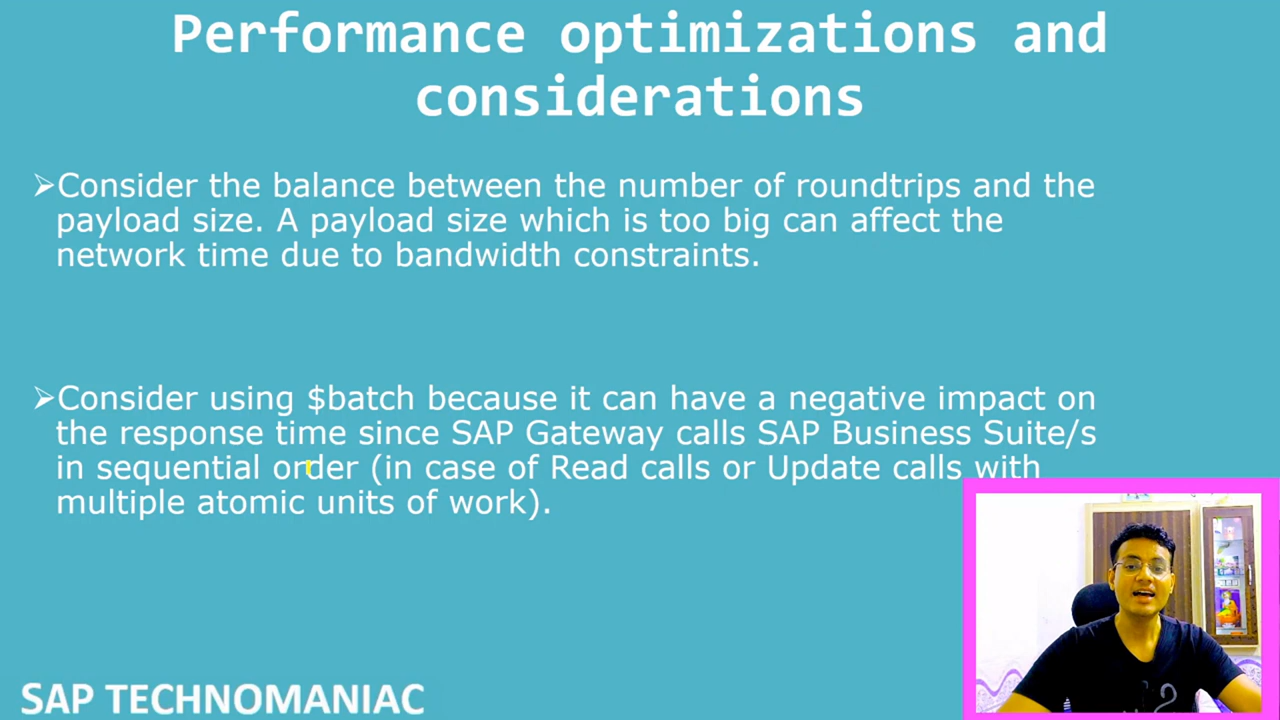 Performance optimizations and
considerations
➢Consider the balance between the number of roundtrips and the
payload size. A payload size which is too big can affect the
network time due to bandwidth constraints.
➢Consider using $batch because it can have a negative impact on
the response time since SAP Gateway calls SAP Business Suite/s
in sequential order (in case of Read calls or Update calls with
multiple atomic units of work).
SAP TECHNOMANIAC